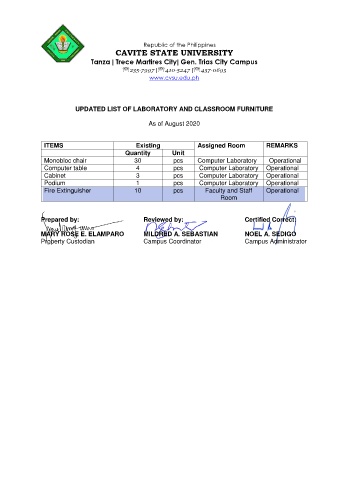 Republic of the Philippines
CAVITE STATE UNIVERSITY
Tanza | Trece Martires City| Gen. Trias City Campus
(046) 235-7997 | (046) 410-5247 | (046) 437-0693
www.cvsu.edu.ph
UPDATED LIST OF LABORATORY AND CLASSROOM FURNITURE
As of August 2020
ITEMS Existing Assigned Room REMARKS
Quantity Unit
Monobloc chair 30 pcs Computer Laboratory Operational
Computer table 4 pcs Computer Laboratory Operational
Cabinet 3 pcs Computer Laboratory Operational
Podium 1 pcs Computer Laboratory Operational
Fire Extinguisher 10 pcs Faculty and Staff Room Operational
Prepared by: Reviewed by: Certified Correct:
MARY ROSE E. ELAMPARO MILDRED A. SEBASTIAN NOEL A. SEDIGO
Property Custodian Campus Coordinator Campus Administrator